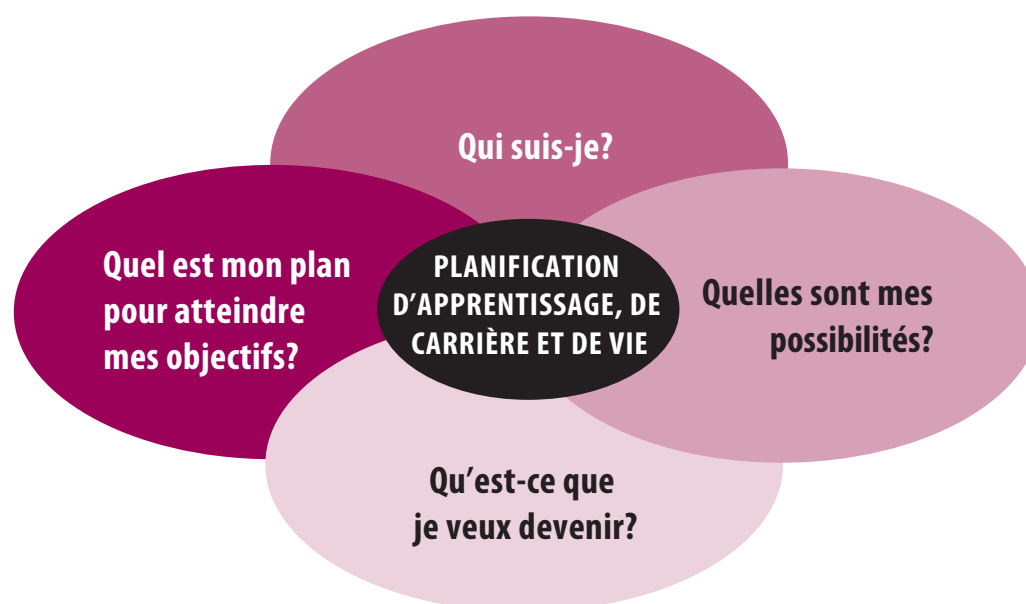 Qui suis-je?
Quel est mon plan
pour atteindre
mes objectifs?
PLANIFICATION
D’APPRENTISSAGE, DE
CARRIÈRE ET DE VIE
Quelles sont mes
possibilités?
Qu’est-ce que
je veux devenir?